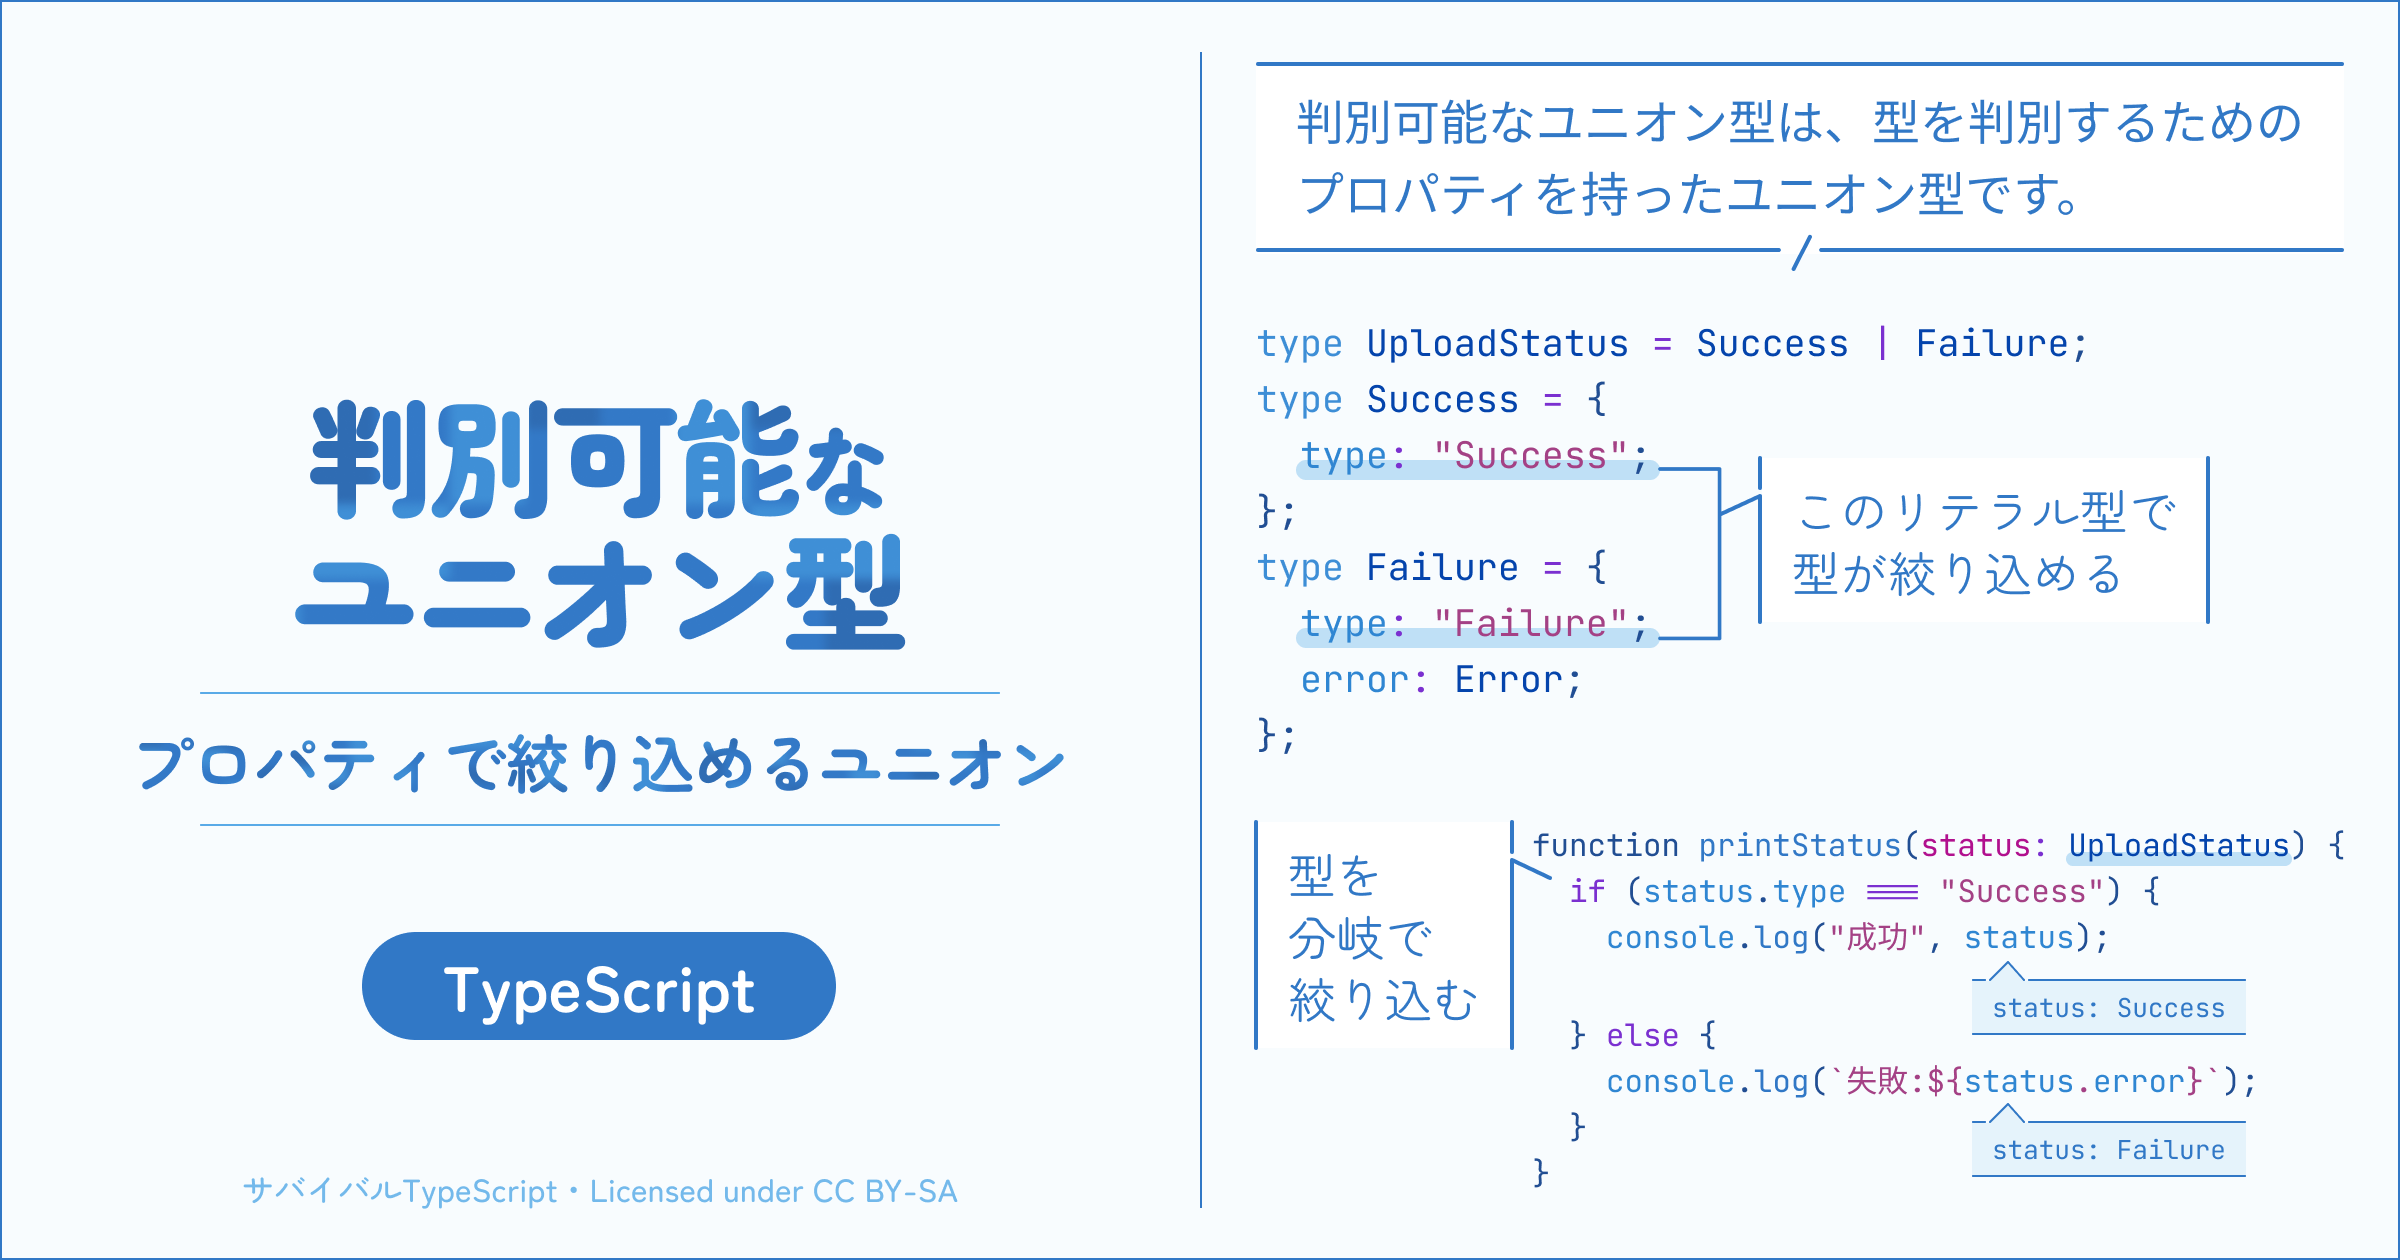 判別可能な
ユニオン型
プロパティで絞り込めるユニオン
TypeScript
サバイバルTypeScript・Licensed under CC BY-SA
判別可能なユニオン型は、型を判別するための
プロパティを持ったユニオン型です。
type UploadStatus = Success | Failure;
type Success = {
  type: "Success";
};
type Failure = {
  type: "Failure";
  error: Error;
};
このリテラル型で
型が絞り込める
型を
分岐で
絞り込む
function printStatus(status: UploadStatus) {
  if (status.type === "Success") {
    console.log("成功", status);
status: Success
  } else {
    console.log(`失敗:${status.error}`);
status: Failure
  }
}